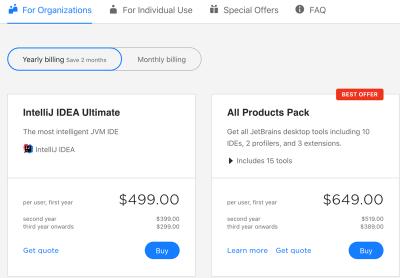 For Organizations For Individual Use Special Offers FAQ
Yearly billing Save 2 months Monthly billing
BEST OFFER
IntelliJ IDEA Ultimate
The most intelligent JVM IDE
IntelliJ IDEA
per user, first year $499.00
second year $399.00
third year onwards $299.00
Get quote Buy
All Products Pack
Get all JetBrains desktop tools including 10
IDEs, 2 profilers, and 3 extensions.
Includes 15 tools
per user, first year $649.00
second year $519.00
third year onwards $389.00
Learn more Get quote Buy